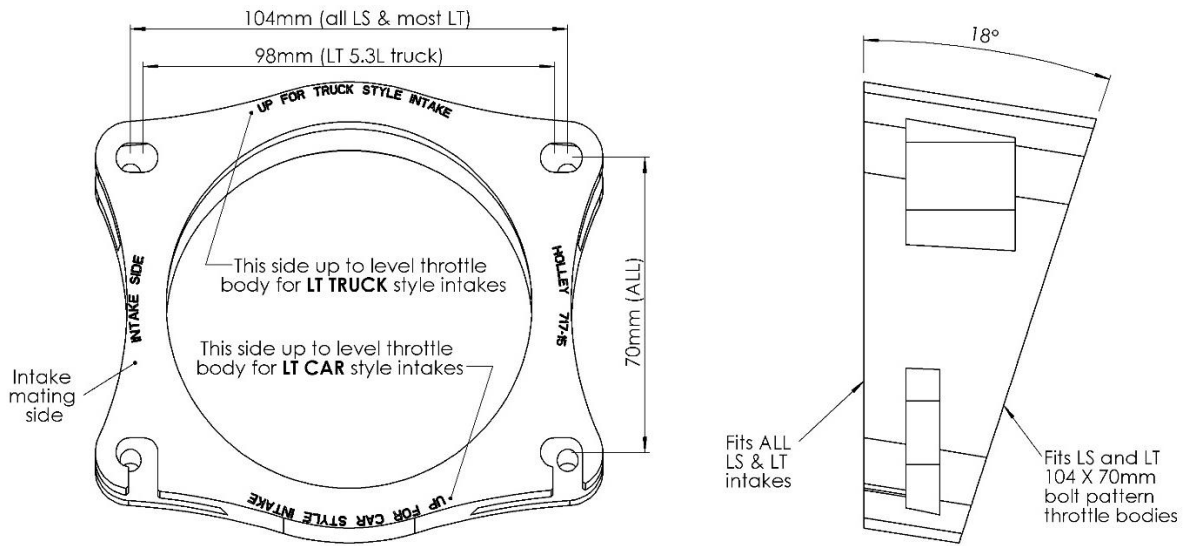 104mm (all LS & most LT)
98mm (LT 5.3L truck)
UP FOR TRUCK STYLE INTAKE
This side up to level throttle
body for LT TRUCK style intakes
INTAKE SIDE
HOLLEY 717-15
70mm (ALL)
This side up to level throttle
body for LT CAR style intakes
Intake
mating
side
UP FOR CAR STYLE INTAKE
18°
Fits ALL
LS & LT
intakes
Fits LS and LT
104 X 70mm
bolt pattern
throttle bodies